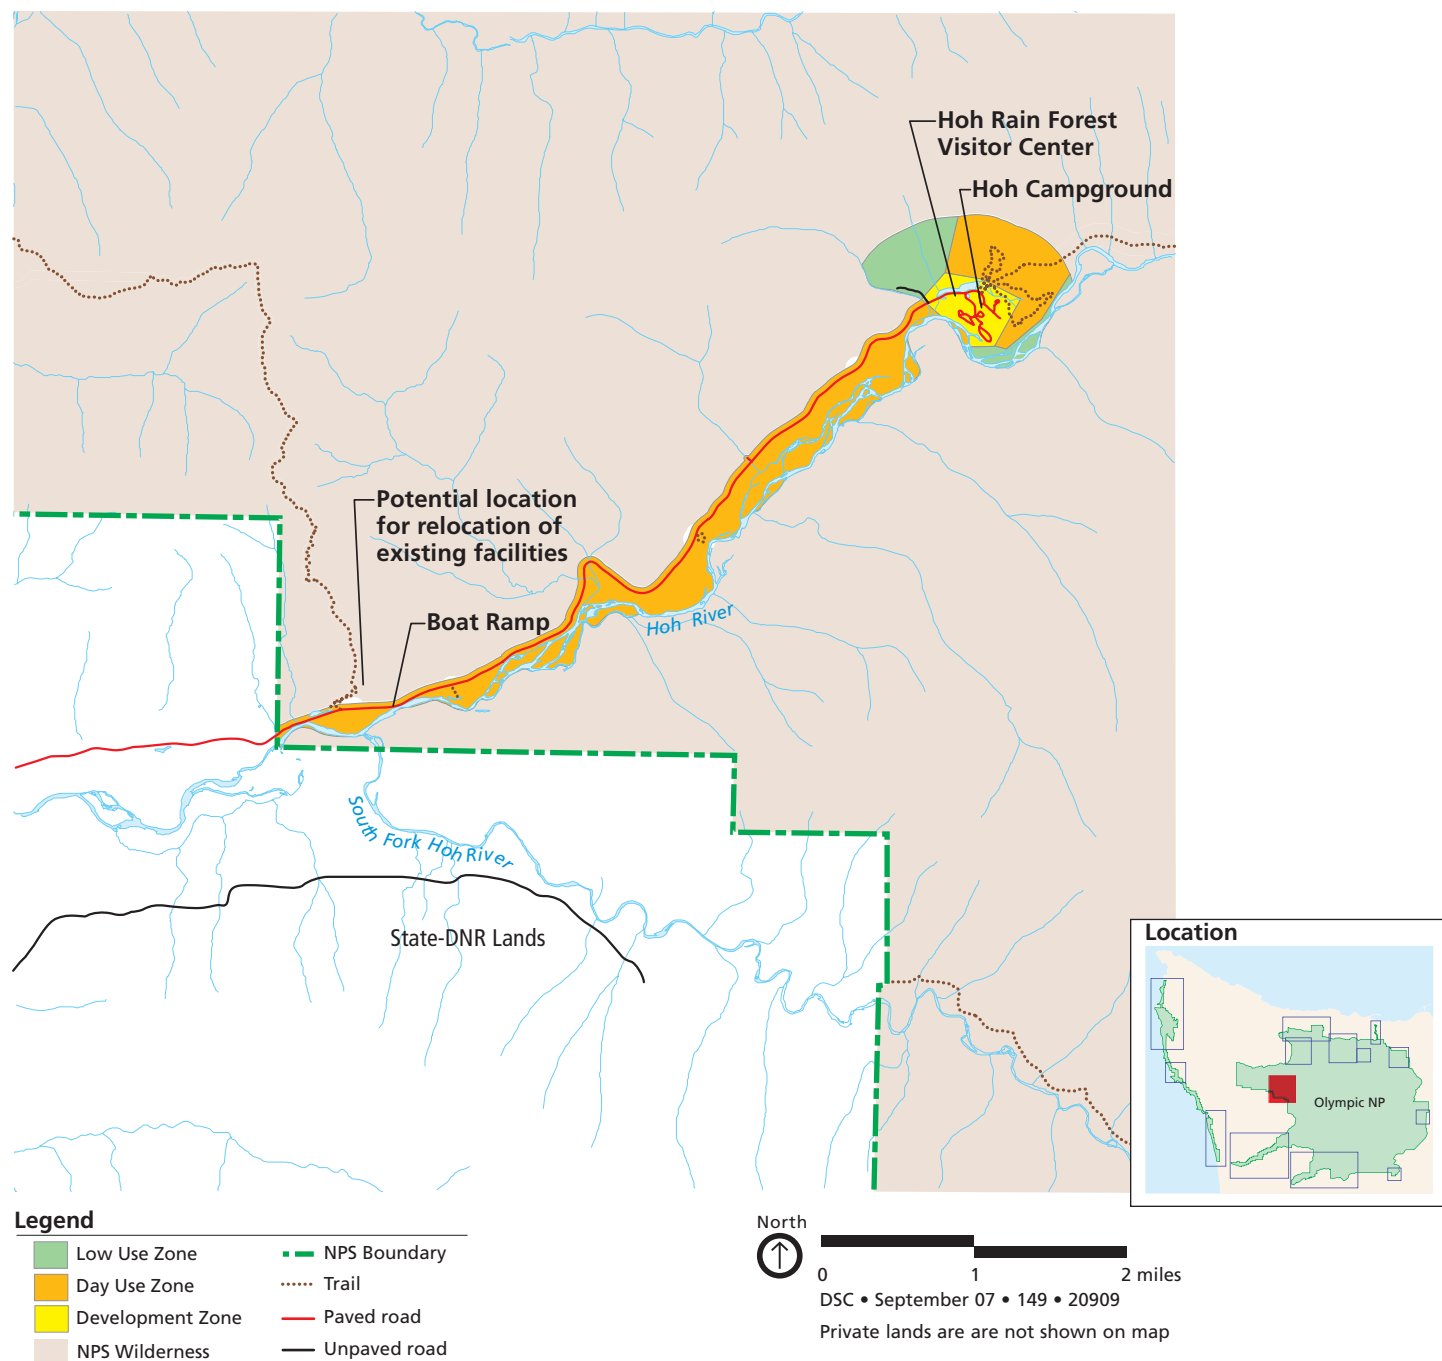 Hoh Rain Forest
Visitor Center
Hoh Campground
Potential location
for relocation of
existing facilities
Boat Ramp
Hoh River
South Fork Hoh River
State-DNR Lands
Location
Olympic NP
Legend
Low Use Zone
Day Use Zone
Development Zone
NPS Wilderness
NPS Boundary
Trail
Paved road
Unpaved road
North
0 1 2 miles
DSC • September 07 • 149 • 20909
Private lands are are not shown on map